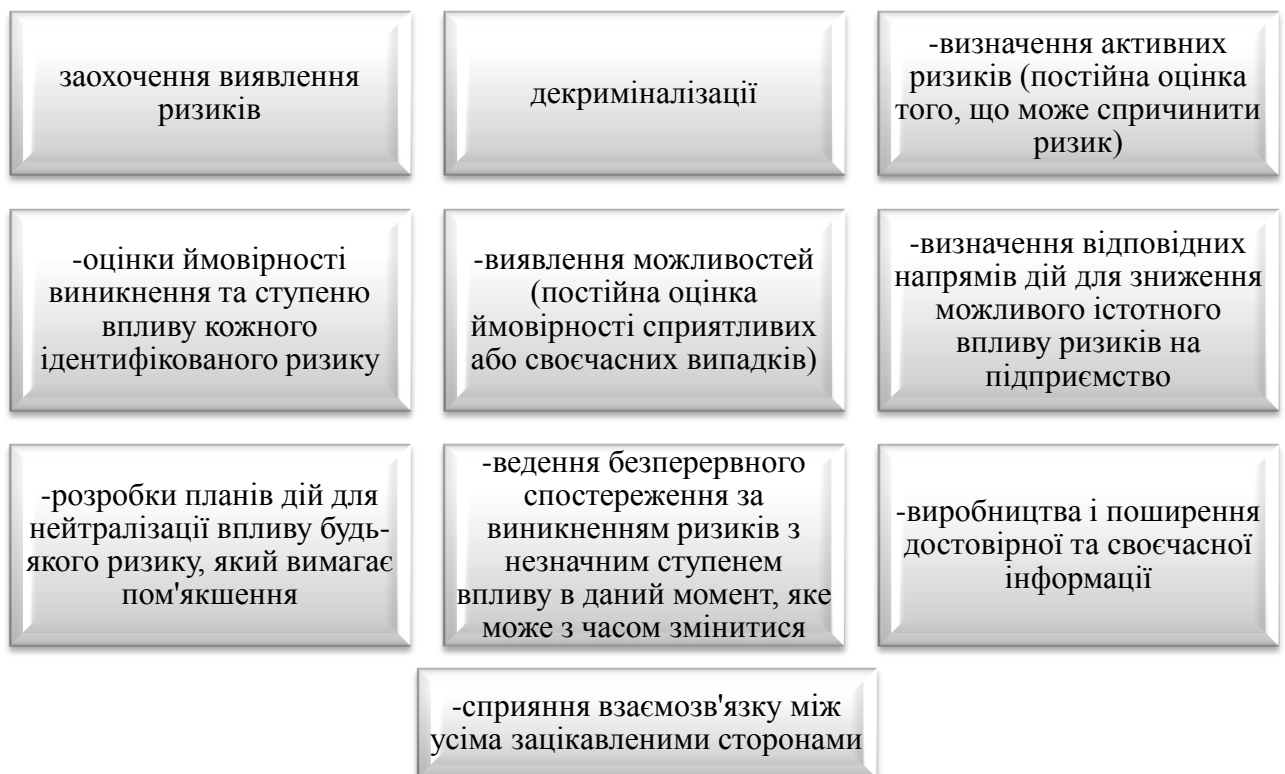 заохочення виявлення
ризиків
декриміналізації
-визначення активних
ризиків (постійна оцінка
того, що може спричинити
ризик)
-оцінки ймовірності
виникнення та ступеню
впливу кожного
ідентифікованого ризику
-виявлення можливостей
(постійна оцінка
ймовірності сприятливих
або своєчасних випадків)
-визначення відповідних
напрямів дій для зниження
можливого істотного
впливу ризиків на
підприємство
-розробки планів дій для
нейтралізації впливу будь-
якого ризику, який вимагає
пом'якшення
-ведення безперервного
спостереження за
виникненням ризиків з
незначним ступенем
впливу в даний момент, яке
може з часом змінитися
-виробництва і поширення
достовірної та своєчасної
інформації
-сприяння взаємозв'язку між
усіма зацікавленими сторонами